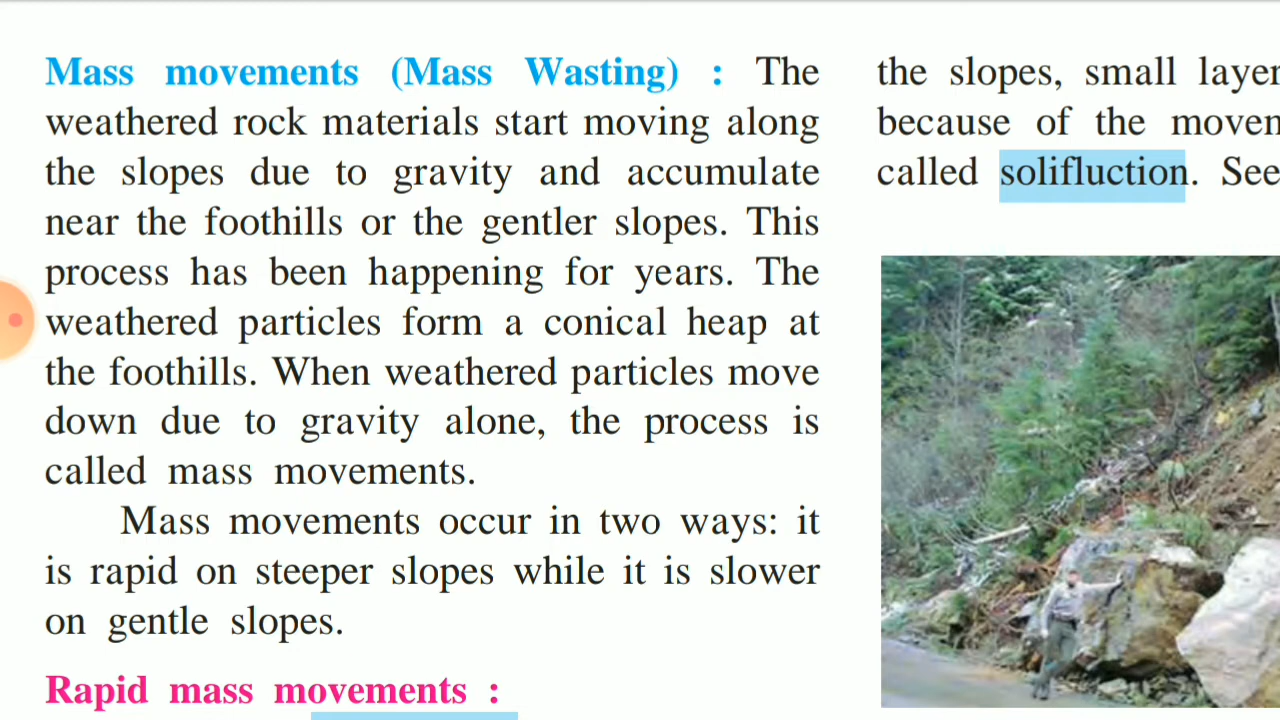 Mass movements (Mass Wasting) : The
weathered rock materials start moving along
the slopes due to gravity and accumulate
near the foothills or the gentler slopes. This
process has been happening for years. The
weathered particles form a conical heap at
the foothills. When weathered particles move
down due to gravity alone, the process is
called mass movements.
Mass movements occur in two ways: it
is rapid on steeper slopes while it is slower
on gentle slopes.
Rapid mass movements :
the slopes, small layer
because of the movem
called solifluction. See